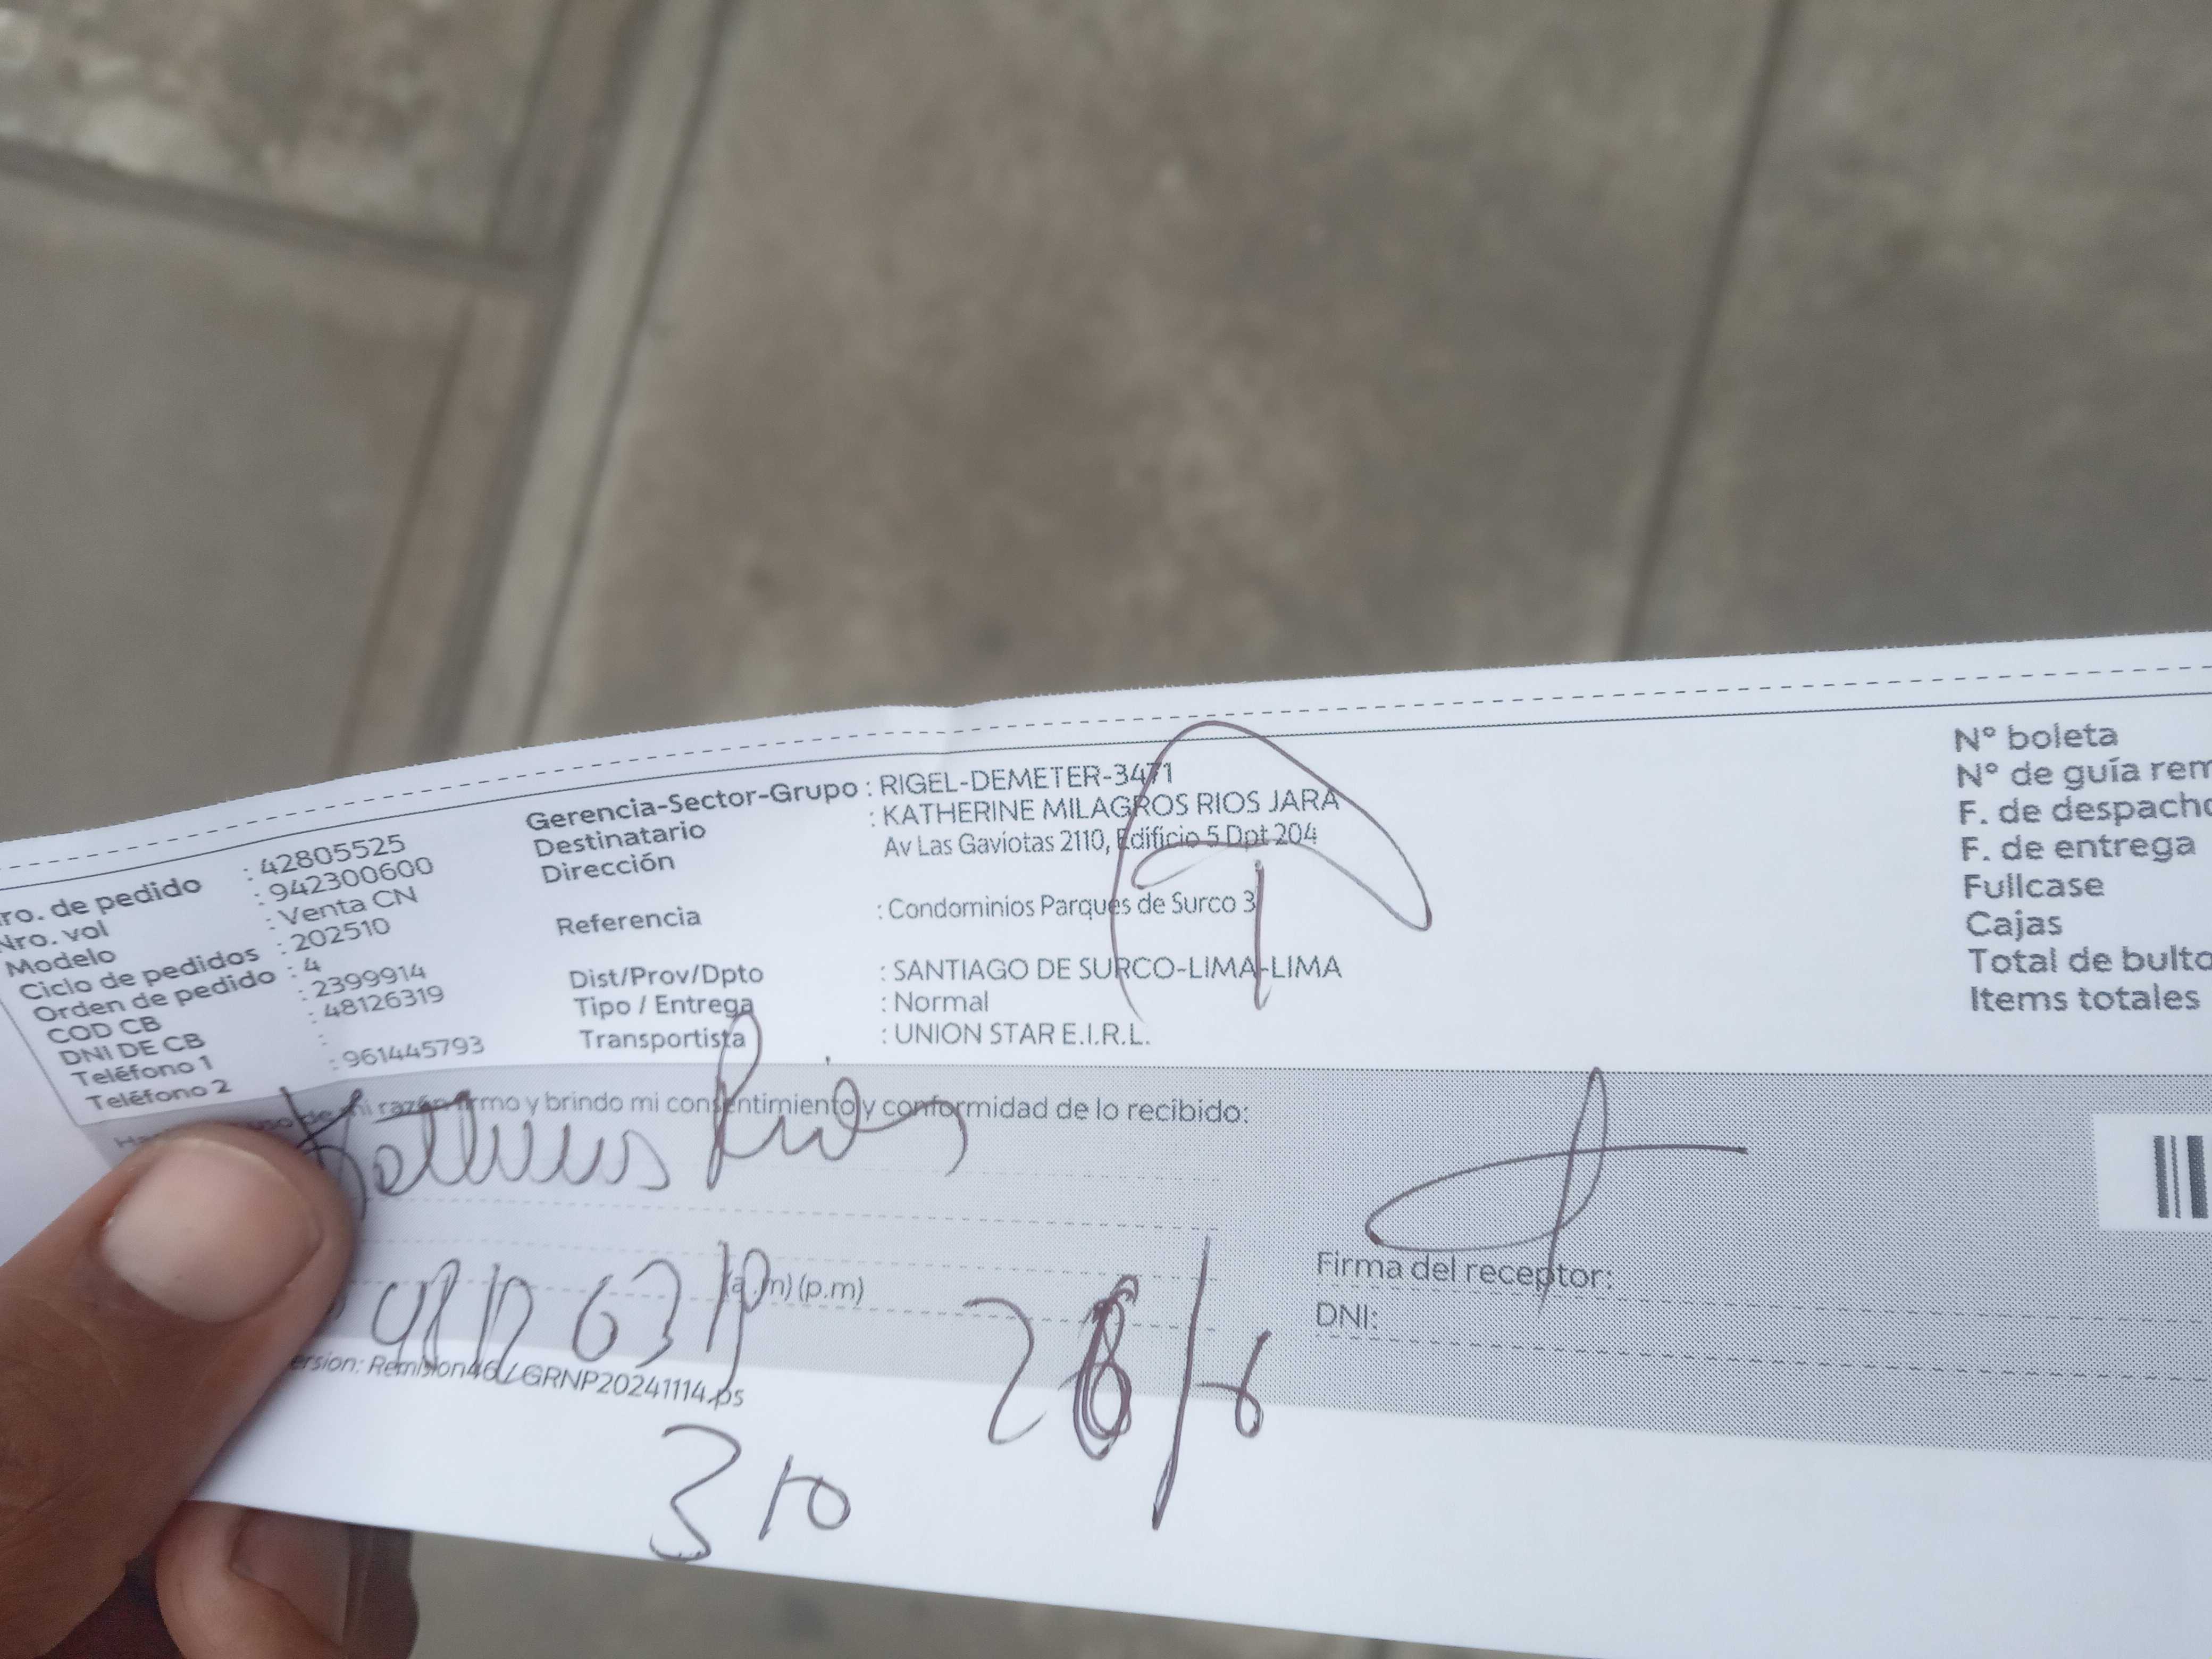 ro. de pedido : 42805525
Nro. vol : 942300600
Modelo : Venta CN
Ciclo de pedidos : 202510
Orden de pedido : 4
COD CB : 2399914
DNI DE CB : 48126319
Teléfono 1 :
Teléfono 2 : 961445793
Gerencia-Sector-Grupo : RIGEL-DEMETER-3471
Destinatario : KATHERINE MILAGROS RIOS JARA
Dirección Av Las Gaviotas 2110, Edificio 5 Dpt 204
Referencia : Condominios Parques de Surco 3
Dist/Prov/Dpto : SANTIAGO DE SURCO-LIMA-LIMA
Tipo / Entrega : Normal
Transportista : UNION STAR E.I.R.L.
N° boleta
N° de guía rem
F. de despacho
F. de entrega
Fullcase
Cajas
Total de bulto
Items totales
mi razón firmo y brindo mi consentimiento y conformidad de lo recibido:
Rios
(a.m) (p.m)
28/6
Firma del receptor:
DNI:
ersion: Remision46 / GRNP20241114.ps
310